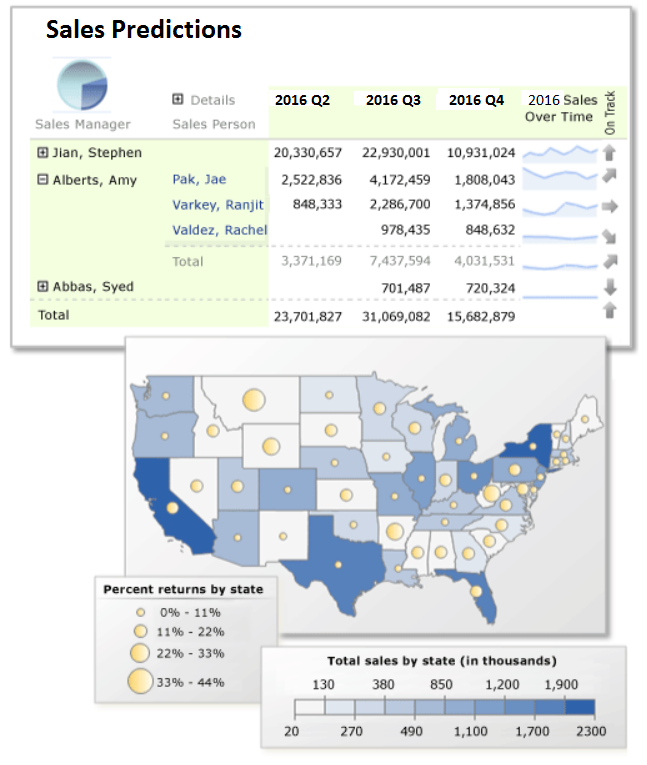 Sales Predictions
Details 2016 Q2 2016 Q3 2016 Q4 2016 Sales Over Time On Track
Sales Manager Sales Person
Jian, Stephen 20,330,657 22,930,001 10,931,024
Alberts, Amy Pak, Jae 2,522,836 4,172,459 1,808,043
Varkey, Ranjit 848,333 2,286,700 1,374,856
Valdez, Rachel 978,435 848,632
Total 3,371,169 7,437,594 4,031,531
Abbas, Syed 701,487 720,324
Total 23,701,827 31,069,082 15,682,879
Percent returns by state
0% - 11%
11% - 22%
22% - 33%
33% - 44%
Total sales by state (in thousands)
130 380 850 1,200 1,900
20 270 490 1,100 1,700 2300